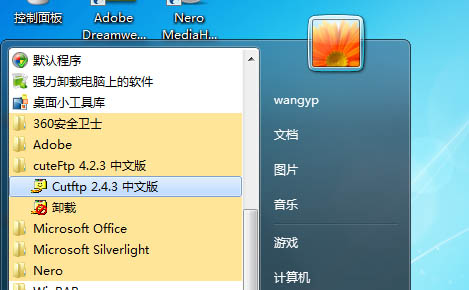 控制面板
Adobe
Dreamwe...
Nero
MediaH...
默认程序
强力卸载电脑上的软件
桌面小工具库
360安全卫士
Adobe
cuteFtp 4.2.3 中文版
Cutftp 2.4.3 中文版
卸载
Microsoft Office
Microsoft Silverlight
Nero
WinRAR
wangyp
文档
图片
音乐
游戏
计算机